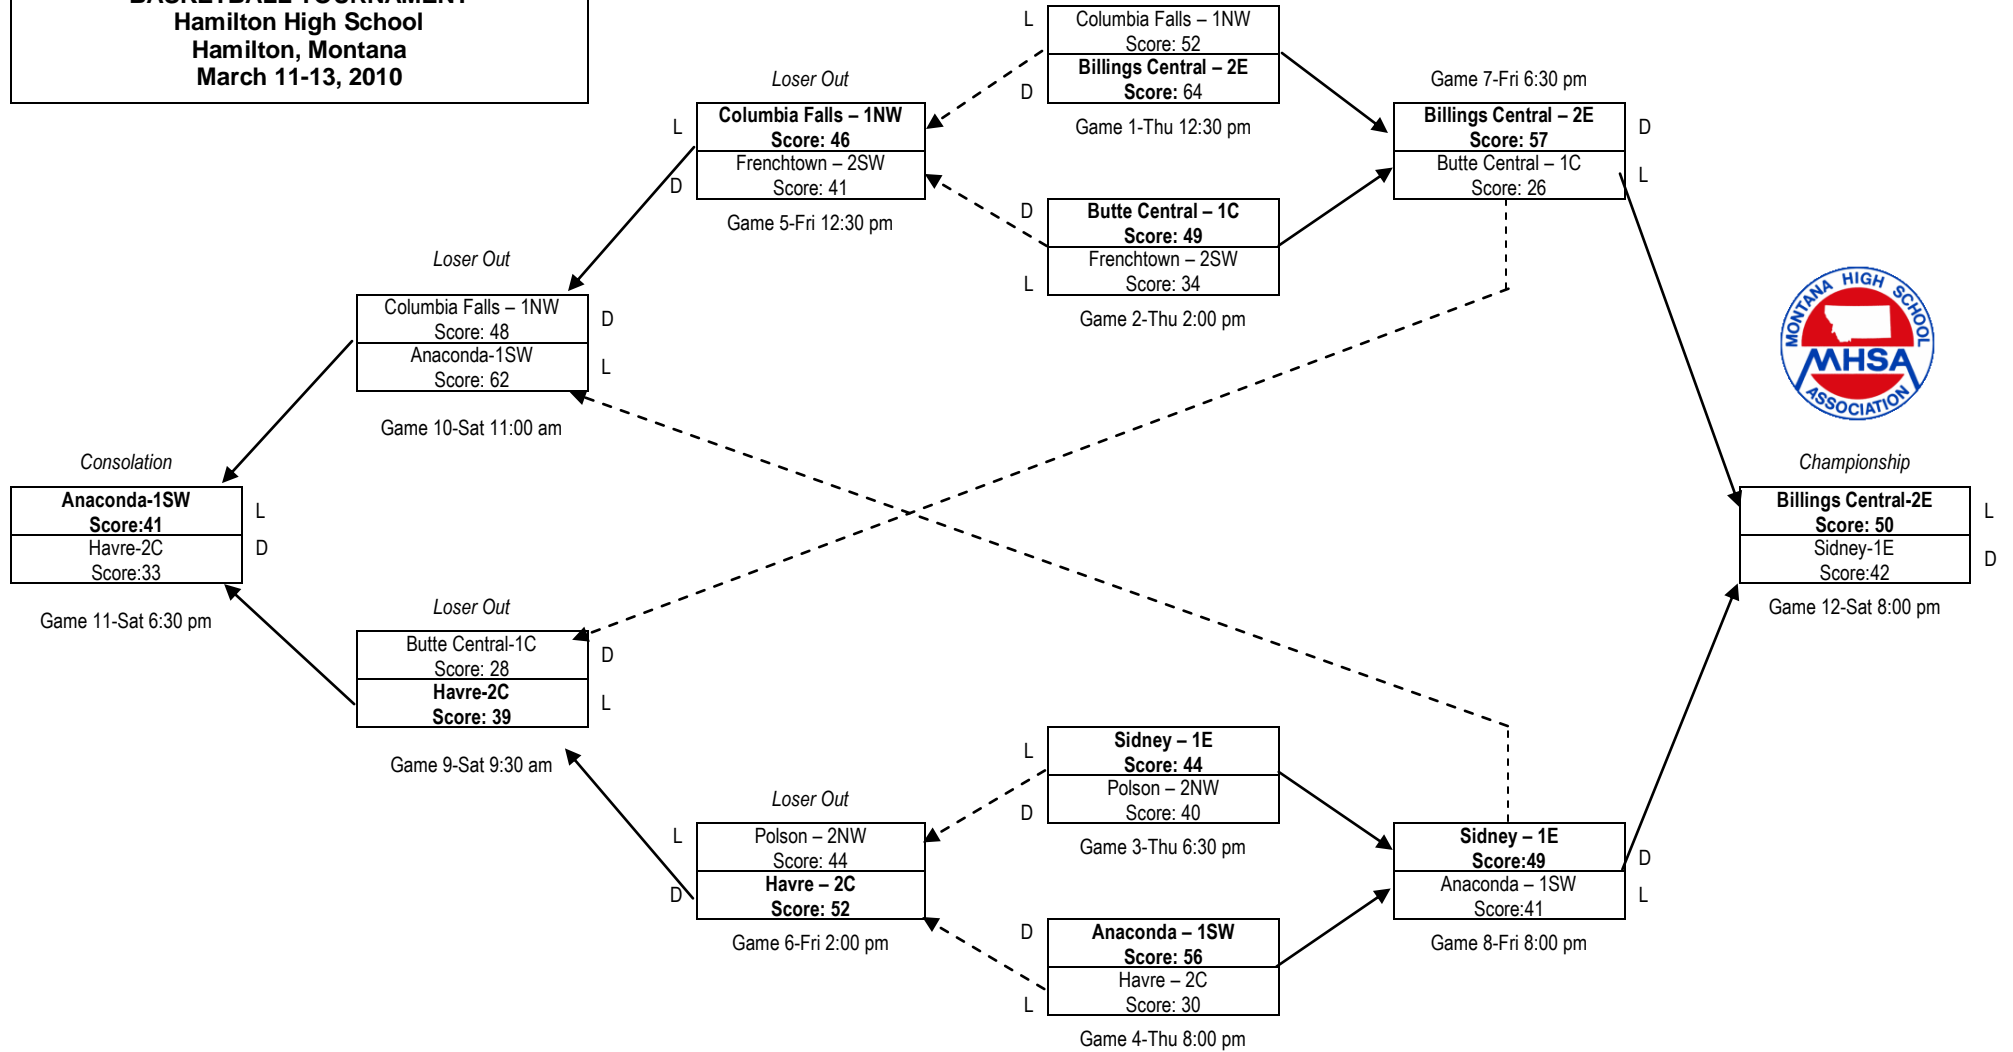 BASKETBALL TOURNAMENT
Hamilton High School
Hamilton, Montana
March 11-13, 2010
L
Columbia Falls – 1NW
Score: 52
Billings Central – 2E
D
Score: 64
Game 1-Thu 12:30 pm
Loser Out
L
Columbia Falls – 1NW
Score: 46
Frenchtown – 2SW
D
Score: 41
Game 5-Fri 12:30 pm
Game 7-Fri 6:30 pm
Billings Central – 2E
D
Score: 57
Butte Central – 1C
L
Score: 26
D
Butte Central – 1C
Score: 49
Frenchtown – 2SW
L
Score: 34
Game 2-Thu 2:00 pm
Loser Out
Columbia Falls – 1NW
D
Score: 48
Anaconda-1SW
L
Score: 62
Game 10-Sat 11:00 am
MONTANA HIGH SCHOOL
MHSA
ASSOCIATION
Consolation
Anaconda-1SW
L
Score:41
Havre-2C
D
Score:33
Game 11-Sat 6:30 pm
Championship
Billings Central-2E
L
Score: 50
Sidney-1E
D
Score:42
Game 12-Sat 8:00 pm
Loser Out
Butte Central-1C
D
Score: 28
Havre-2C
L
Score: 39
Game 9-Sat 9:30 am
L
Sidney – 1E
Score: 44
Polson – 2NW
D
Score: 40
Game 3-Thu 6:30 pm
Loser Out
L
Polson – 2NW
Score: 44
Havre – 2C
D
Score: 52
Game 6-Fri 2:00 pm
Sidney – 1E
Score:49
D
Anaconda – 1SW
L
Score:41
Game 8-Fri 8:00 pm
D
Anaconda – 1SW
Score: 56
Havre – 2C
L
Score: 30
Game 4-Thu 8:00 pm